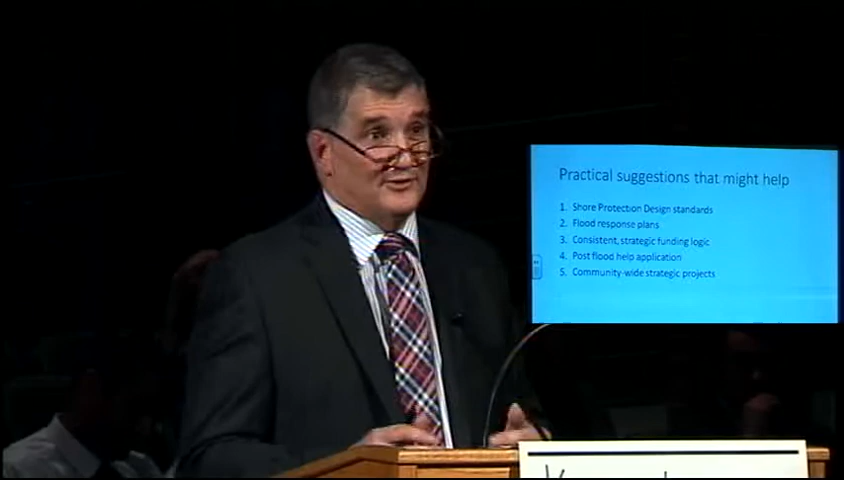 Practical suggestions that might help
1. Shore Protection Design standards
2. Flood response plans
3. Consistent, strategic funding logic
4. Post flood help application
5. Community-wide strategic projects